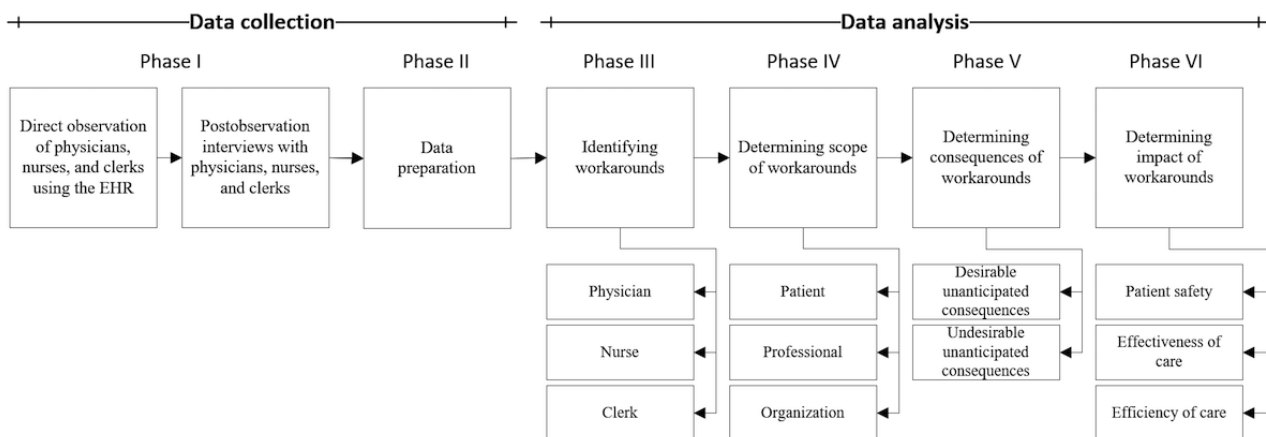 Data collection
Data analysis
Phase I
Phase II
Phase III
Phase IV
Phase V
Phase VI
Direct observation
of physicians,
nurses, and clerks
using the EHR
Postobservation
interviews with
physicians, nurses,
and clerks
Data
preparation
Identifying
workarounds
Determining scope
of workarounds
Determining
consequences of
workarounds
Determining
impact of
workarounds
Physician
Nurse
Clerk
Patient
Professional
Organization
Desirable
unanticipated
consequences
Undesirable
unanticipated
consequences
Patient safety
Effectiveness of
care
Efficiency of care